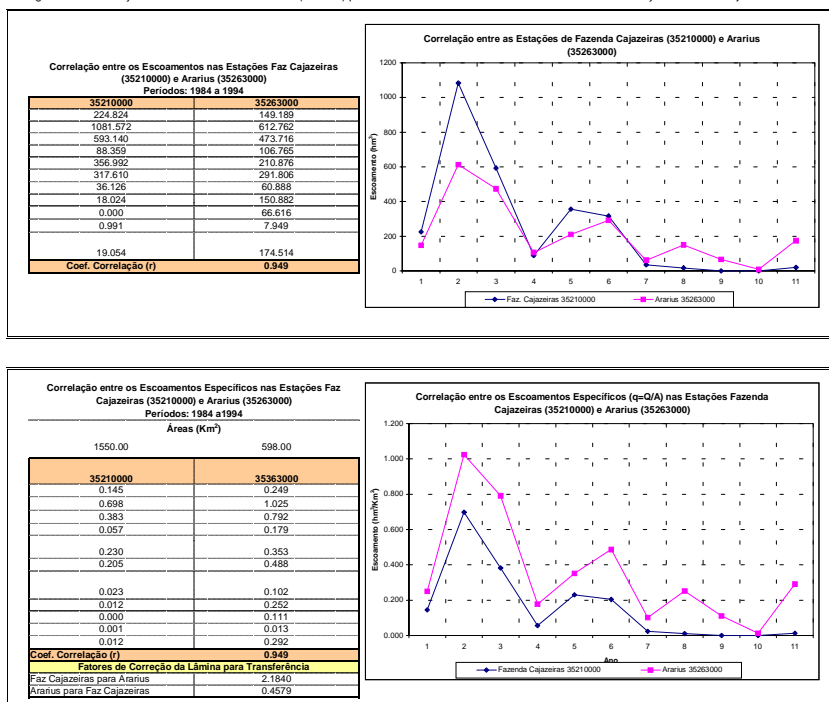 Correlação entre os Escoamentos nas Estações Faz Cajazeiras
(35210000) e Ararius (35263000)
Períodos: 1984 a 1994
35210000 35263000
224.824 149.189
1081.572 612.762
593.140 473.716
88.359 106.765
356.992 210.876
317.610 291.806
36.126 60.888
18.024 150.882
0.000 66.616
0.991 7.949
19.054 174.514
Coef. Correlação (r) 0.949
Correlação entre as Estações de Fazenda Cajazeiras (35210000) e Ararius
(35263000)
Escoamento (hm³)
1200
1000
800
600
400
200
0
1 2 3 4 5 6 7 8 9 10 11
Faz. Cajazeiras 35210000 Ararius 35263000
Correlação entre os Escoamentos Específicos nas Estações Faz
Cajazeiras (35210000) e Ararius (35263000)
Períodos: 1984 a1994
Áreas (Km²)
1550.00 598.00
35210000 35363000
0.145 0.249
0.698 1.025
0.383 0.792
0.057 0.179
0.230 0.353
0.205 0.488
0.023 0.102
0.012 0.252
0.000 0.111
0.001 0.013
0.012 0.292
Coef. Correlação (r) 0.949
Fatores de Correção da Lâmina para Transferência
Faz Cajazeiras para Ararius 2.1840
Ararius para Faz Cajazeiras 0.4579
Correlação entre os Escoamentos Específicos (q=Q/A) nas Estações Fazenda
Cajazeiras (35210000) e Ararius (35263000)
Escoamento (hm³/Km²)
1.200
1.000
0.800
0.600
0.400
0.200
0.000
1 2 3 4 5 6 7 8 9 10 11
Ano
Fazenda Cajazeiras 35210000 Ararius 35263000